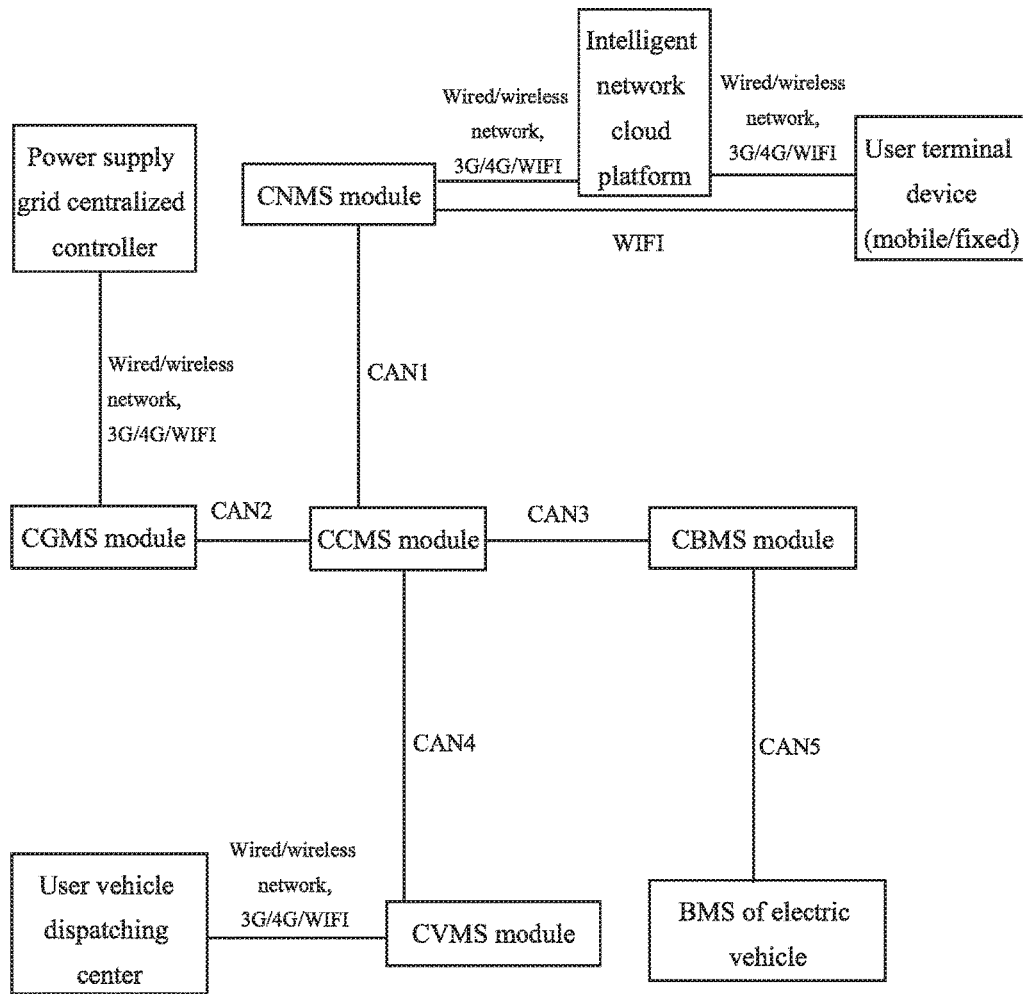 Intelligent
network
cloud
platform
Wired/wireless
network,
3G/4G/WIFI
Wired/wireless
network,
3G/4G/WIFI
Power supply
grid centralized
controller
CNMS module
User terminal
device
(mobile/fixed)
WIFI
Wired/wireless
network,
3G/4G/WIFI
CAN1
CGMS module
CAN2
CCMS module
CAN3
CBMS module
CAN4
CAN5
User vehicle
dispatching
center
Wired/wireless
network,
3G/4G/WIFI
CVMS module
BMS of electric
vehicle